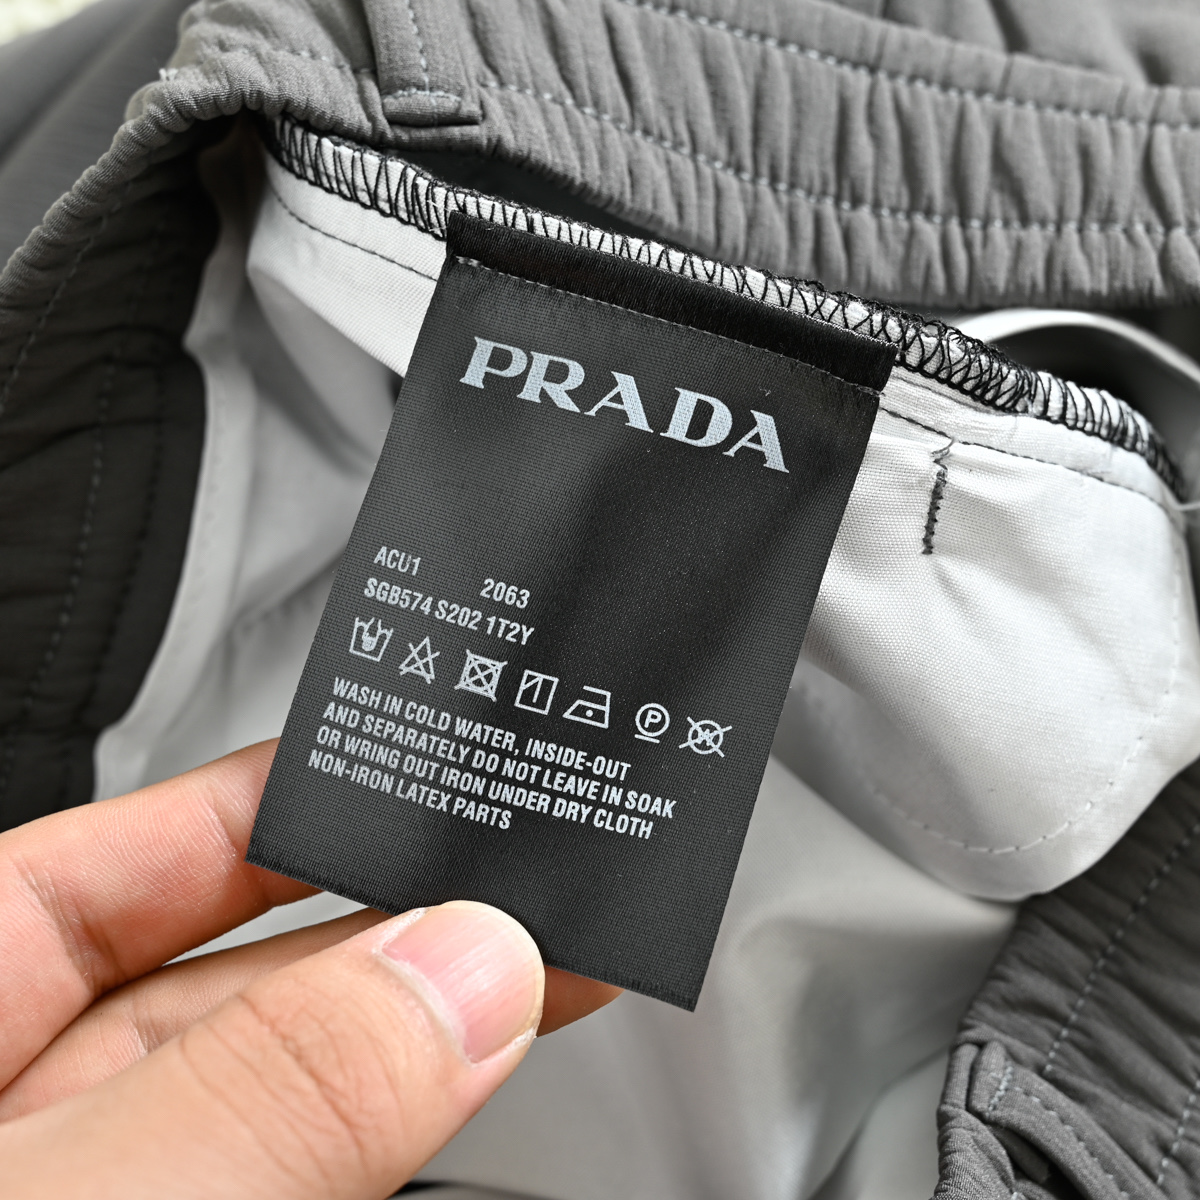 PRADA
ACU1 2063
SGB574 S202 1T2Y
P
W
WASH IN COLD WATER, INSIDE-OUT
AND SEPARATELY DO NOT LEAVE IN SOAK
OR WRING OUT IRON UNDER DRY CLOTH
NON-IRON LATEX PARTS